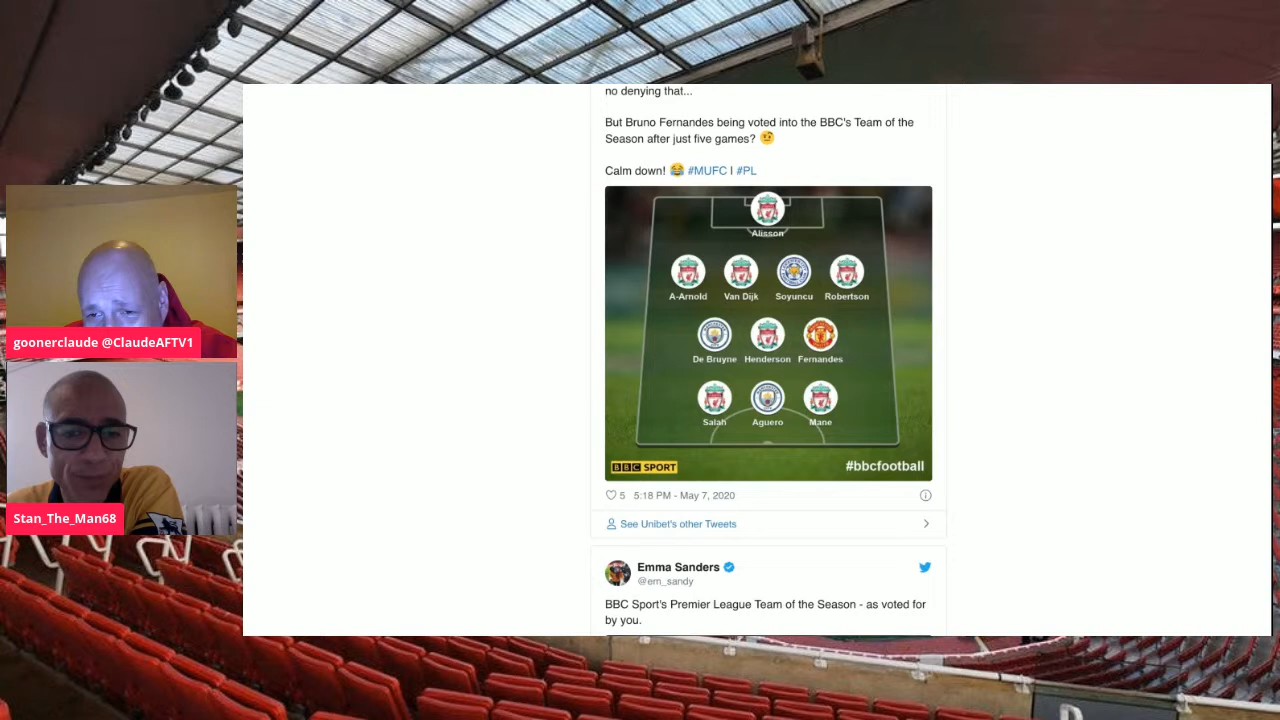 no denying that...
But Bruno Fernandes being voted into the BBC's Team of the
Season after just five games?
Calm down! #MUFC I #PL
Alisson
A-Arnold Van Dijk Soyuncu Robertson
De Bruyne Henderson Fernandes
Salah Aguero Mane
BBC SPORT #bbcfootball
5 5:18 PM - May 7, 2020
See Unibet's other Tweets
Emma Sanders
@em_sandy
BBC Sport's Premier League Team of the Season - as voted for
by you.
goonerclaude @ClaudeAFTV1
Stan_The_Man68